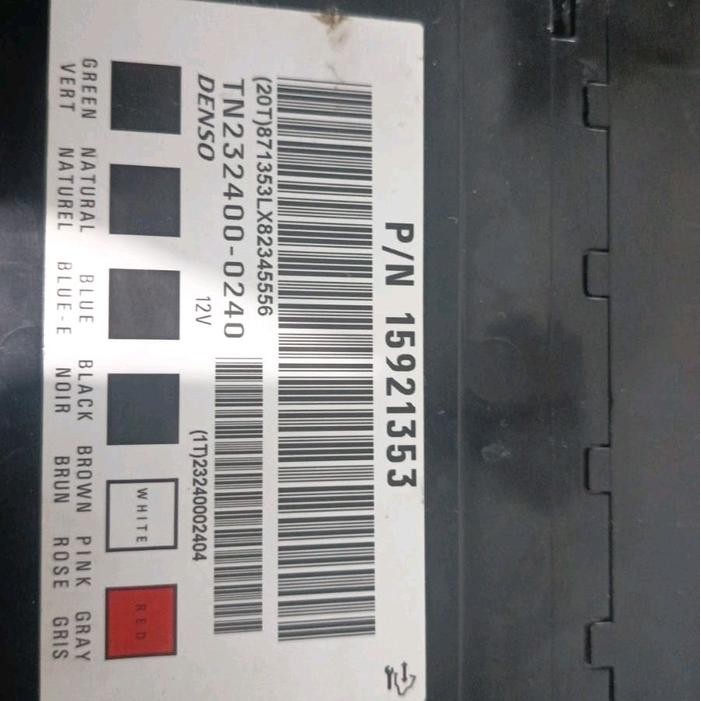 P/N 15921353
(20T)871353LX82345556
TN232400-0240
DENSO
12V
(1T)23240002404
WHITE
RED
GREEN NATURAL BLUE BLACK BROWN PINK GRAY
VERT NATUREL BLUE-E NOIR BRUN ROSE GRIS